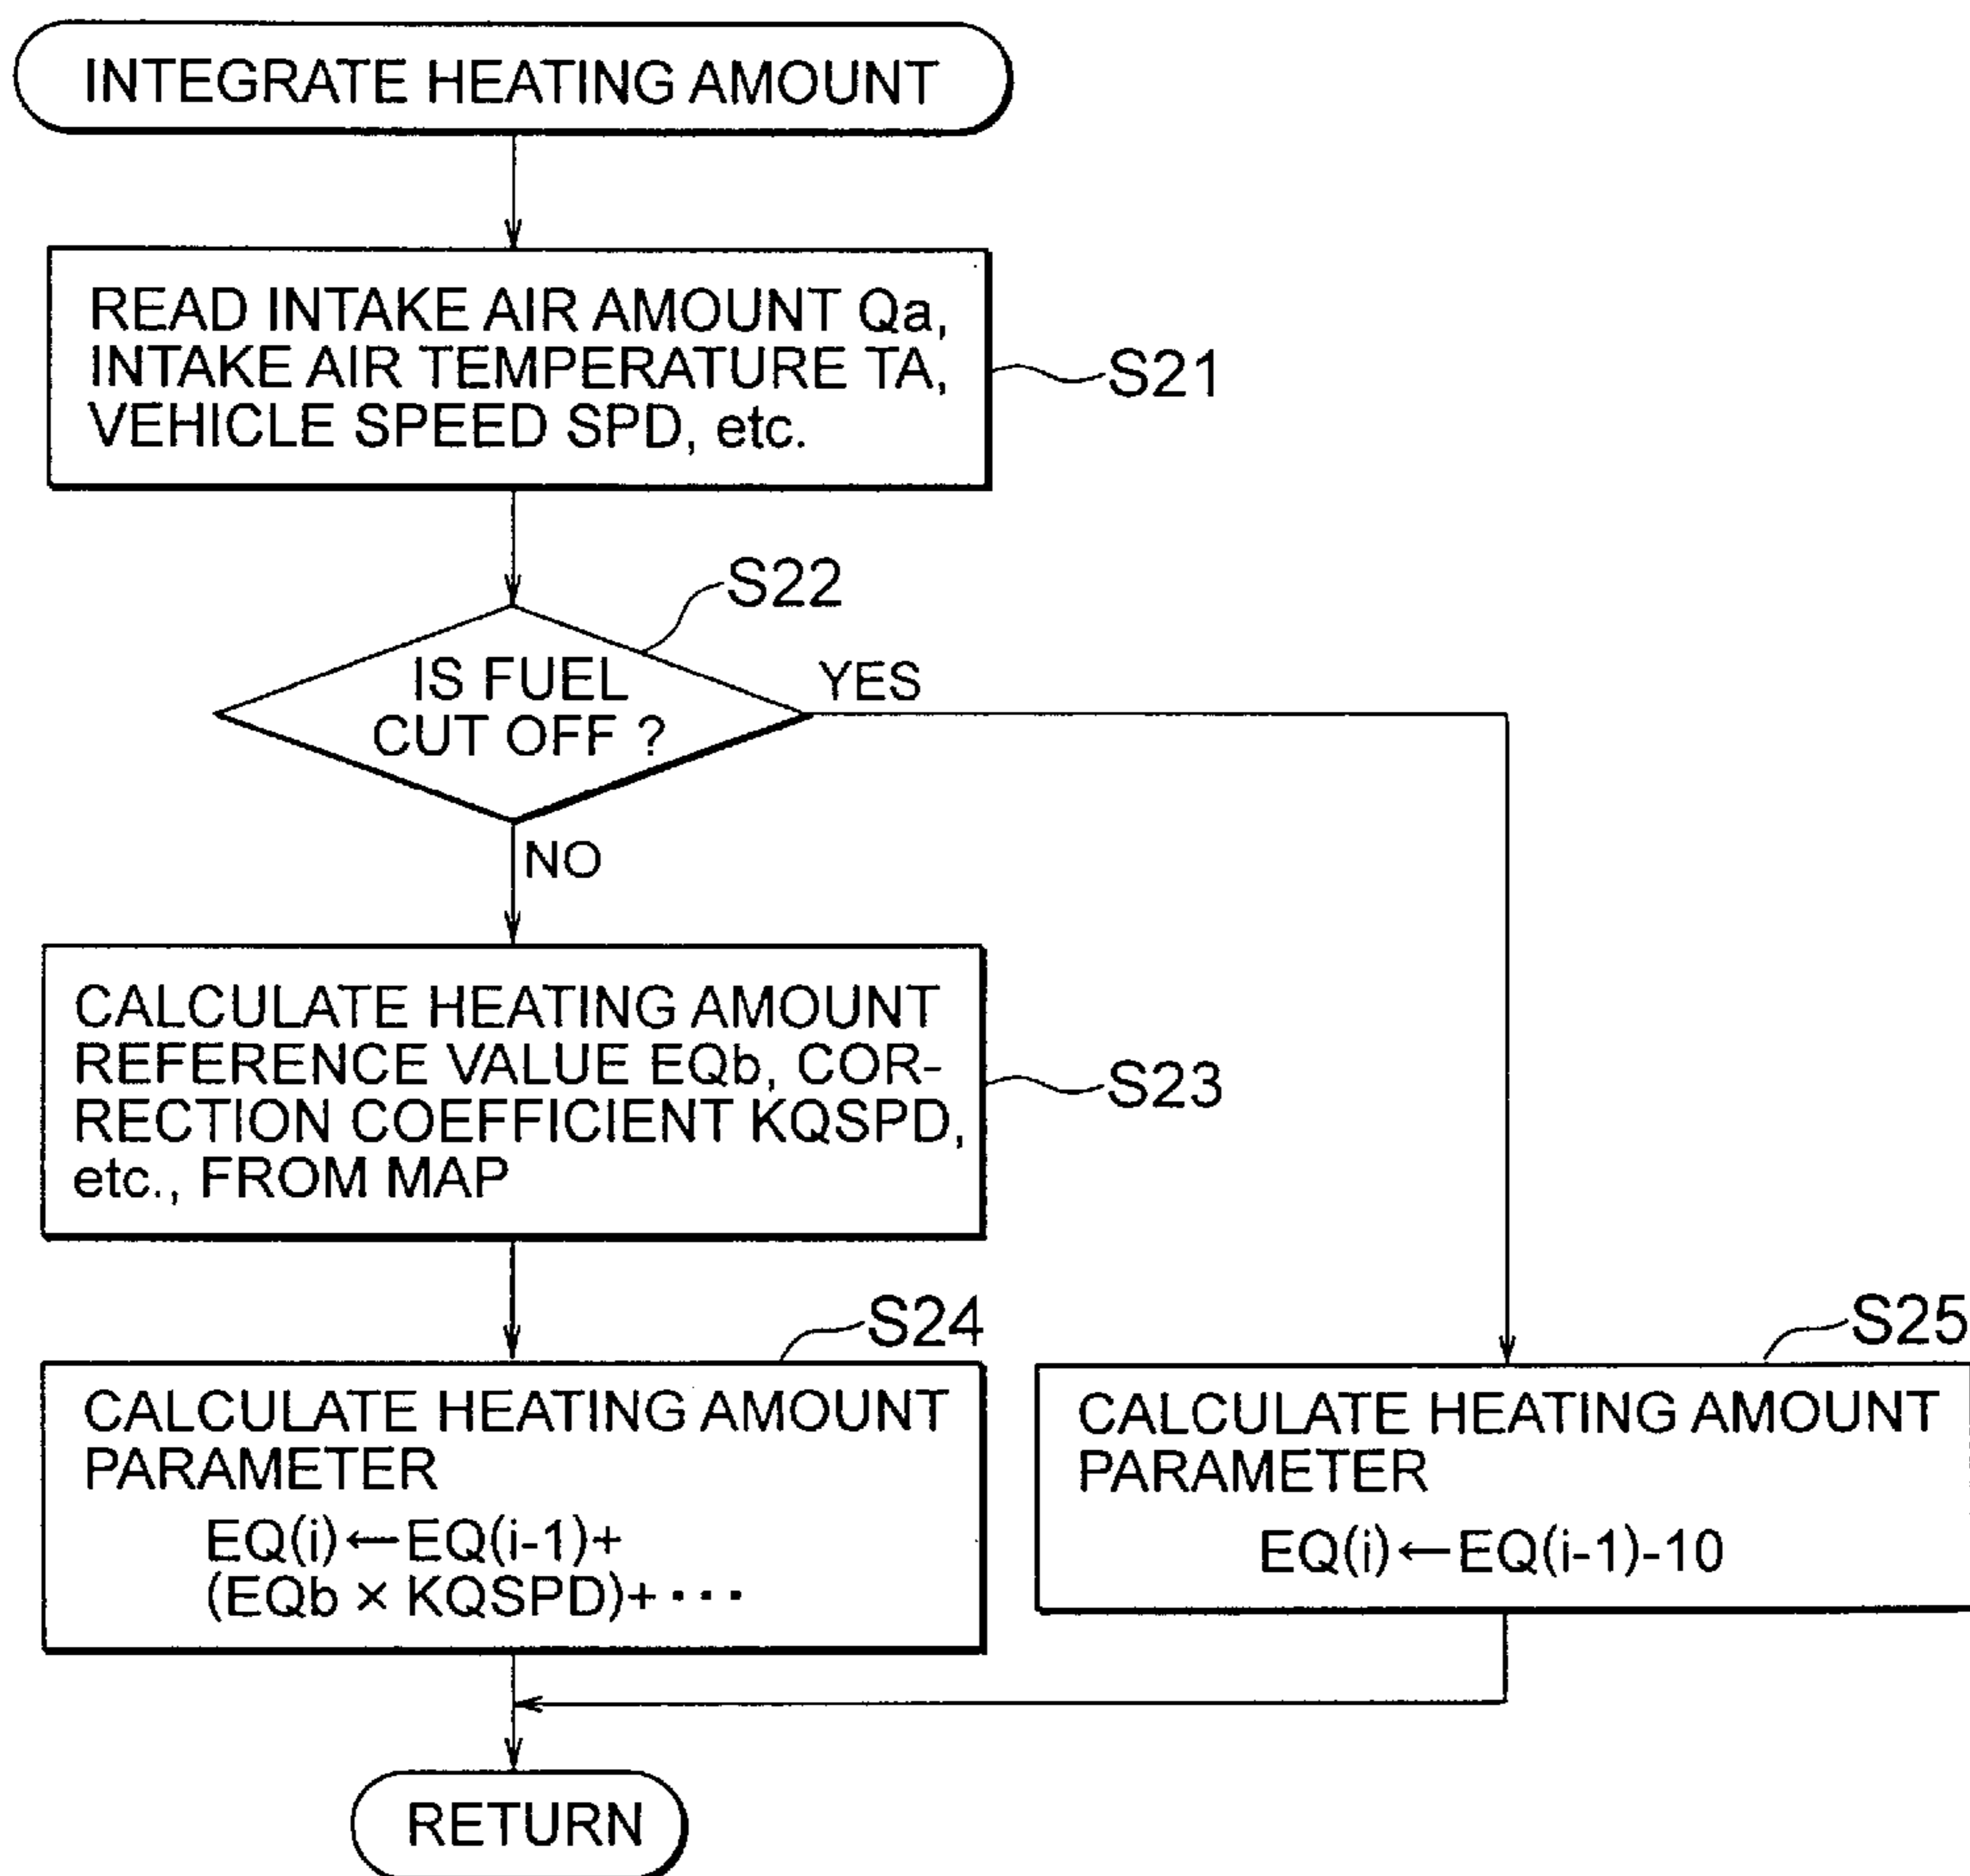 INTEGRATE HEATING AMOUNT
READ INTAKE AIR AMOUNT Qa,
INTAKE AIR TEMPERATURE TA,
VEHICLE SPEED SPD, etc.
S21
S22
IS FUEL
CUT OFF ?
YES
NO
CALCULATE HEATING AMOUNT
REFERENCE VALUE EQb, COR-
RECTION COEFFICIENT KQSPD,
etc., FROM MAP
S23
S24
CALCULATE HEATING AMOUNT
PARAMETER
EQ(i)←EQ(i-1)+
(EQb × KQSPD)+ ···
S25
CALCULATE HEATING AMOUNT
PARAMETER
EQ(i)←EQ(i-1)-10
RETURN